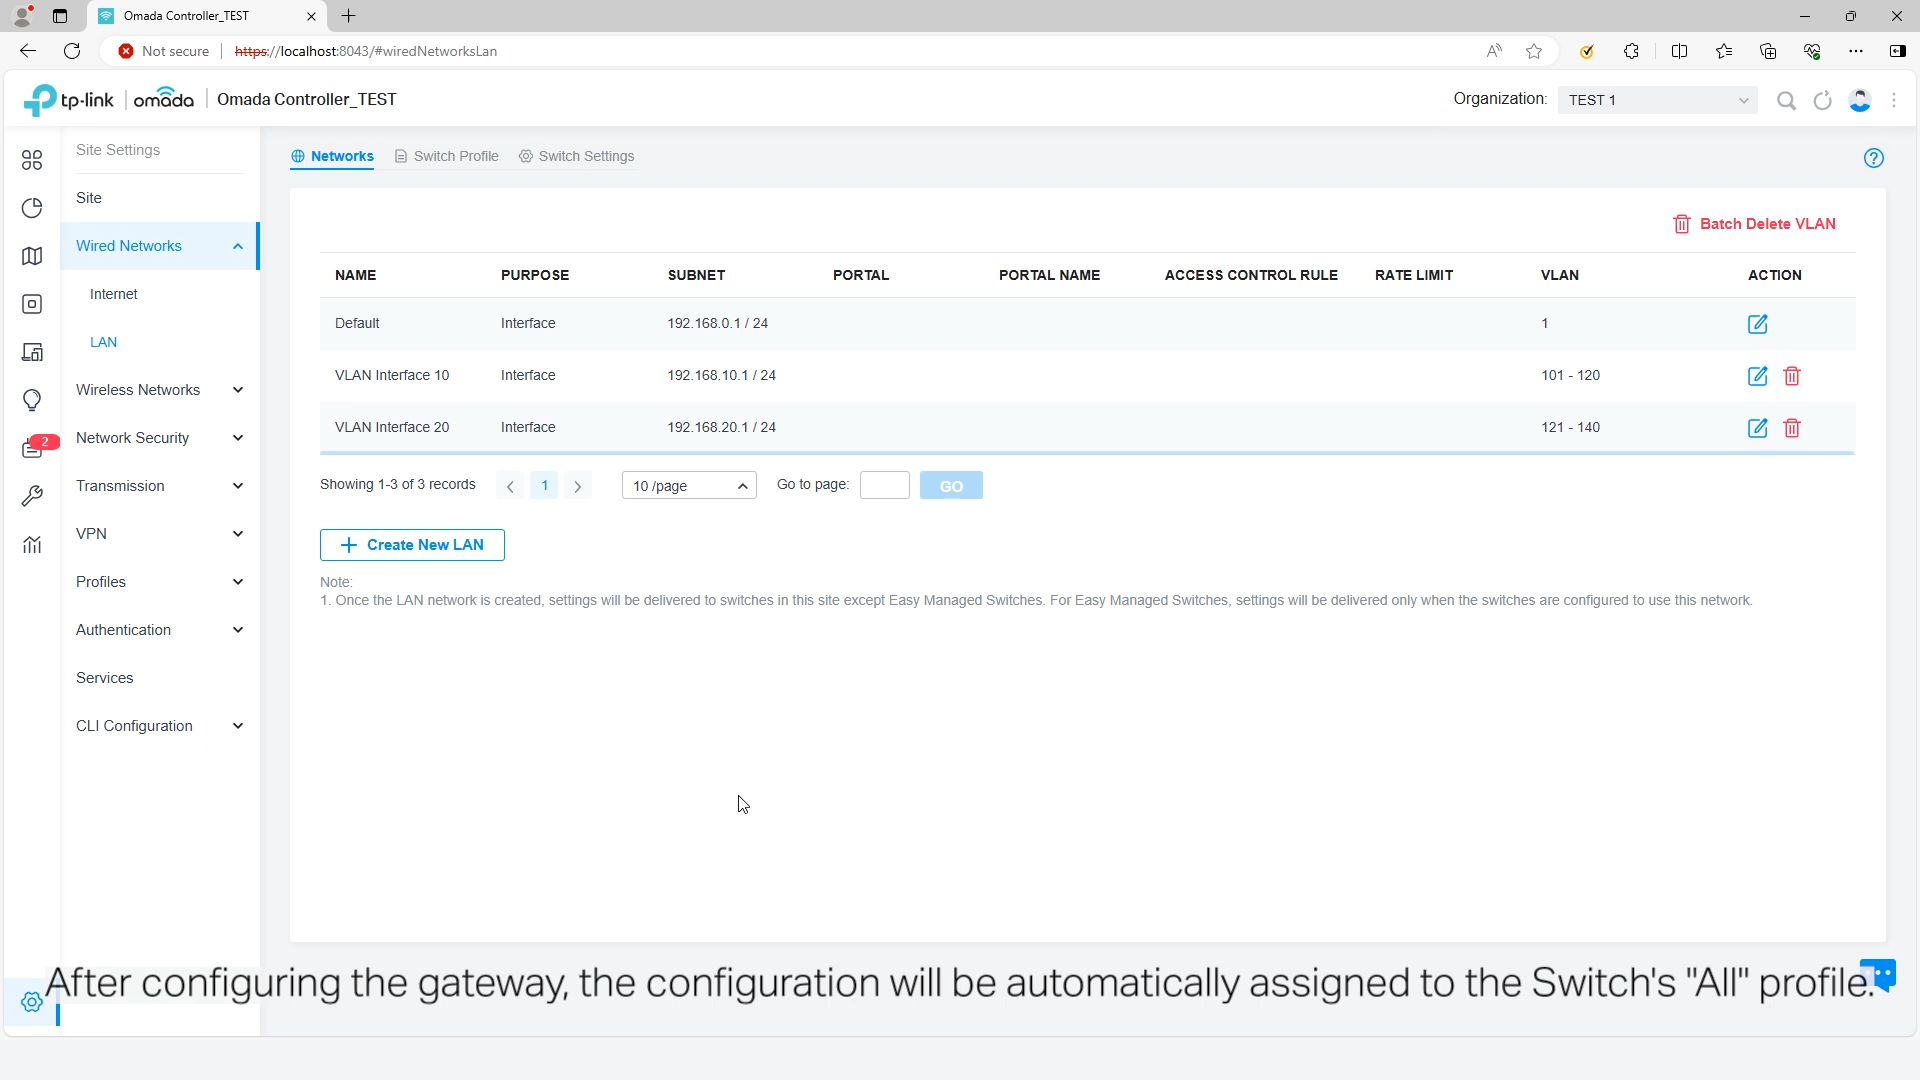 Omada Controller_TEST
Not secure
https://localhost:8043/#wiredNetworksLan
tp-link
omada
Omada Controller_TEST
Organization:
TEST 1
Site Settings
Site
Wired Networks
Internet
LAN
Wireless Networks
Network Security
2
Transmission
VPN
Profiles
Authentication
Services
CLI Configuration
Networks
Switch Profile
Switch Settings
Batch Delete VLAN
NAME PURPOSE SUBNET PORTAL PORTAL NAME ACCESS CONTROL RULE RATE LIMIT VLAN ACTION
Default Interface 192.168.0.1 / 24 1
VLAN Interface 10 Interface 192.168.10.1 / 24 101 - 120
VLAN Interface 20 Interface 192.168.20.1 / 24 121 - 140
Showing 1-3 of 3 records 1 10 /page Go to page: GO
Create New LAN
Note:
1. Once the LAN network is created, settings will be delivered to switches in this site except Easy Managed Switches. For Easy Managed Switches, settings will be delivered only when the switches are configured to use this network.
After configuring the gateway, the configuration will be automatically assigned to the Switch's "All" profile.